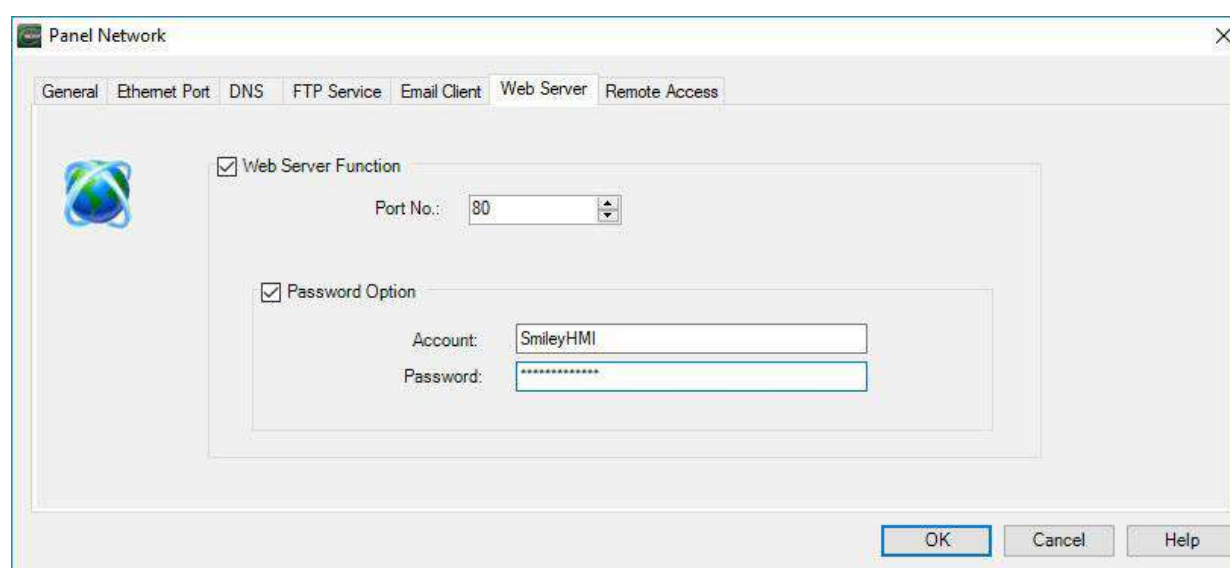 Panel Network
General Ethernet Port DNS FTP Service Email Client Web Server Remote Access
Web Server Function
Port No.: 80
Password Option
Account: SmileyHMI
Password: *************
OK Cancel Help